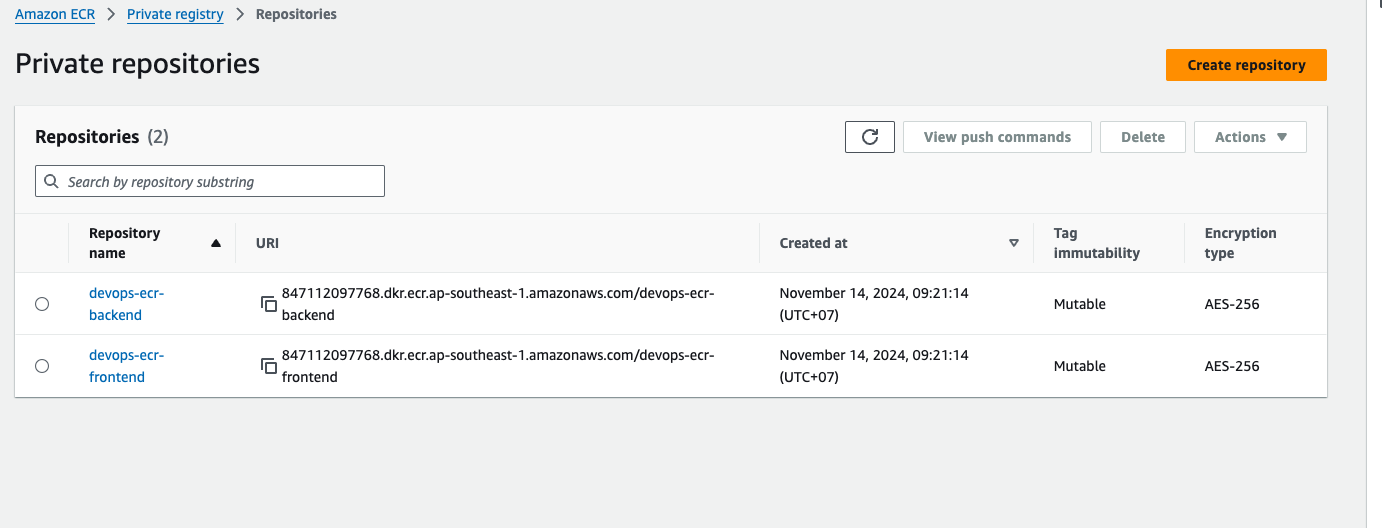 Amazon ECR > Private registry > Repositories
Private repositories
Create repository
Repositories (2)
View push commands
Delete
Actions
Search by repository substring
Repository
name
URI
Created at
Tag
immutability
Encryption
type
devops-ecr-
backend
847112097768.dkr.ecr.ap-southeast-1.amazonaws.com/devops-ecr-
backend
November 14, 2024, 09:21:14
(UTC+07)
Mutable
AES-256
devops-ecr-
frontend
847112097768.dkr.ecr.ap-southeast-1.amazonaws.com/devops-ecr-
frontend
November 14, 2024, 09:21:14
(UTC+07)
Mutable
AES-256